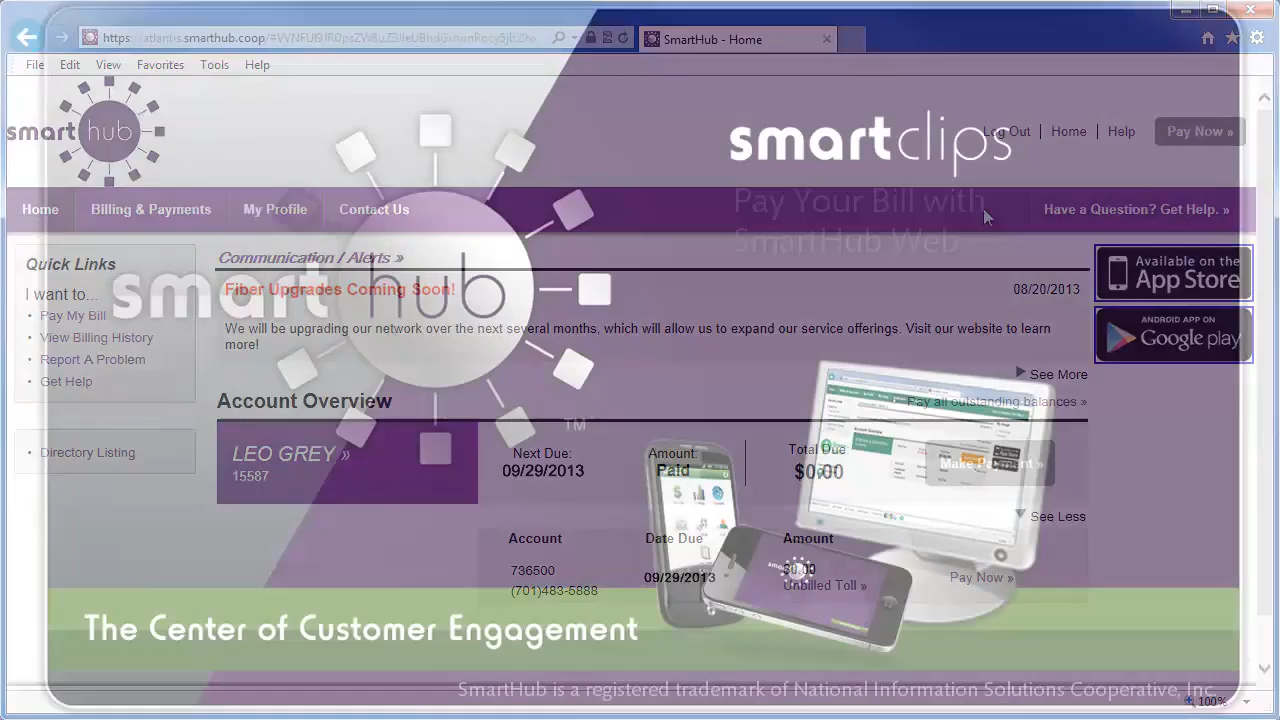 https://atlantis.smarthub.coop/
SmartHub - Home
File Edit View Favorites Tools Help
smart hub
smartclips
Log Out | Home | Help
Pay Now »
Pay Your Bill with
SmartHub Web
Home
Billing & Payments
My Profile
Contact Us
Have a Question? Get Help. »
Quick Links
I want to...
Pay My Bill
View Billing History
Report A Problem
Get Help
Directory Listing
smart hub
TM
Communication / Alerts »
Fiber Upgrades Coming Soon!
08/20/2013
We will be upgrading our network over the next several months, which will allow us to expand our service offerings. Visit our website to learn
more!
See More
Available on the
App Store
ANDROID APP ON
Google play
Account Overview
Pay all outstanding balances »
LEO GREY »
15587
Next Due:
09/29/2013
Amount:
Paid
Total Due:
$0.00
Make Payment »
See Less
Account
Date Due
Amount
736500
(701)483-5888
09/29/2013
$0.00
Unbilled Toll »
Pay Now »
The Center of Customer Engagement
SmartHub is a registered trademark of National Information Solutions Cooperative, Inc.
100%